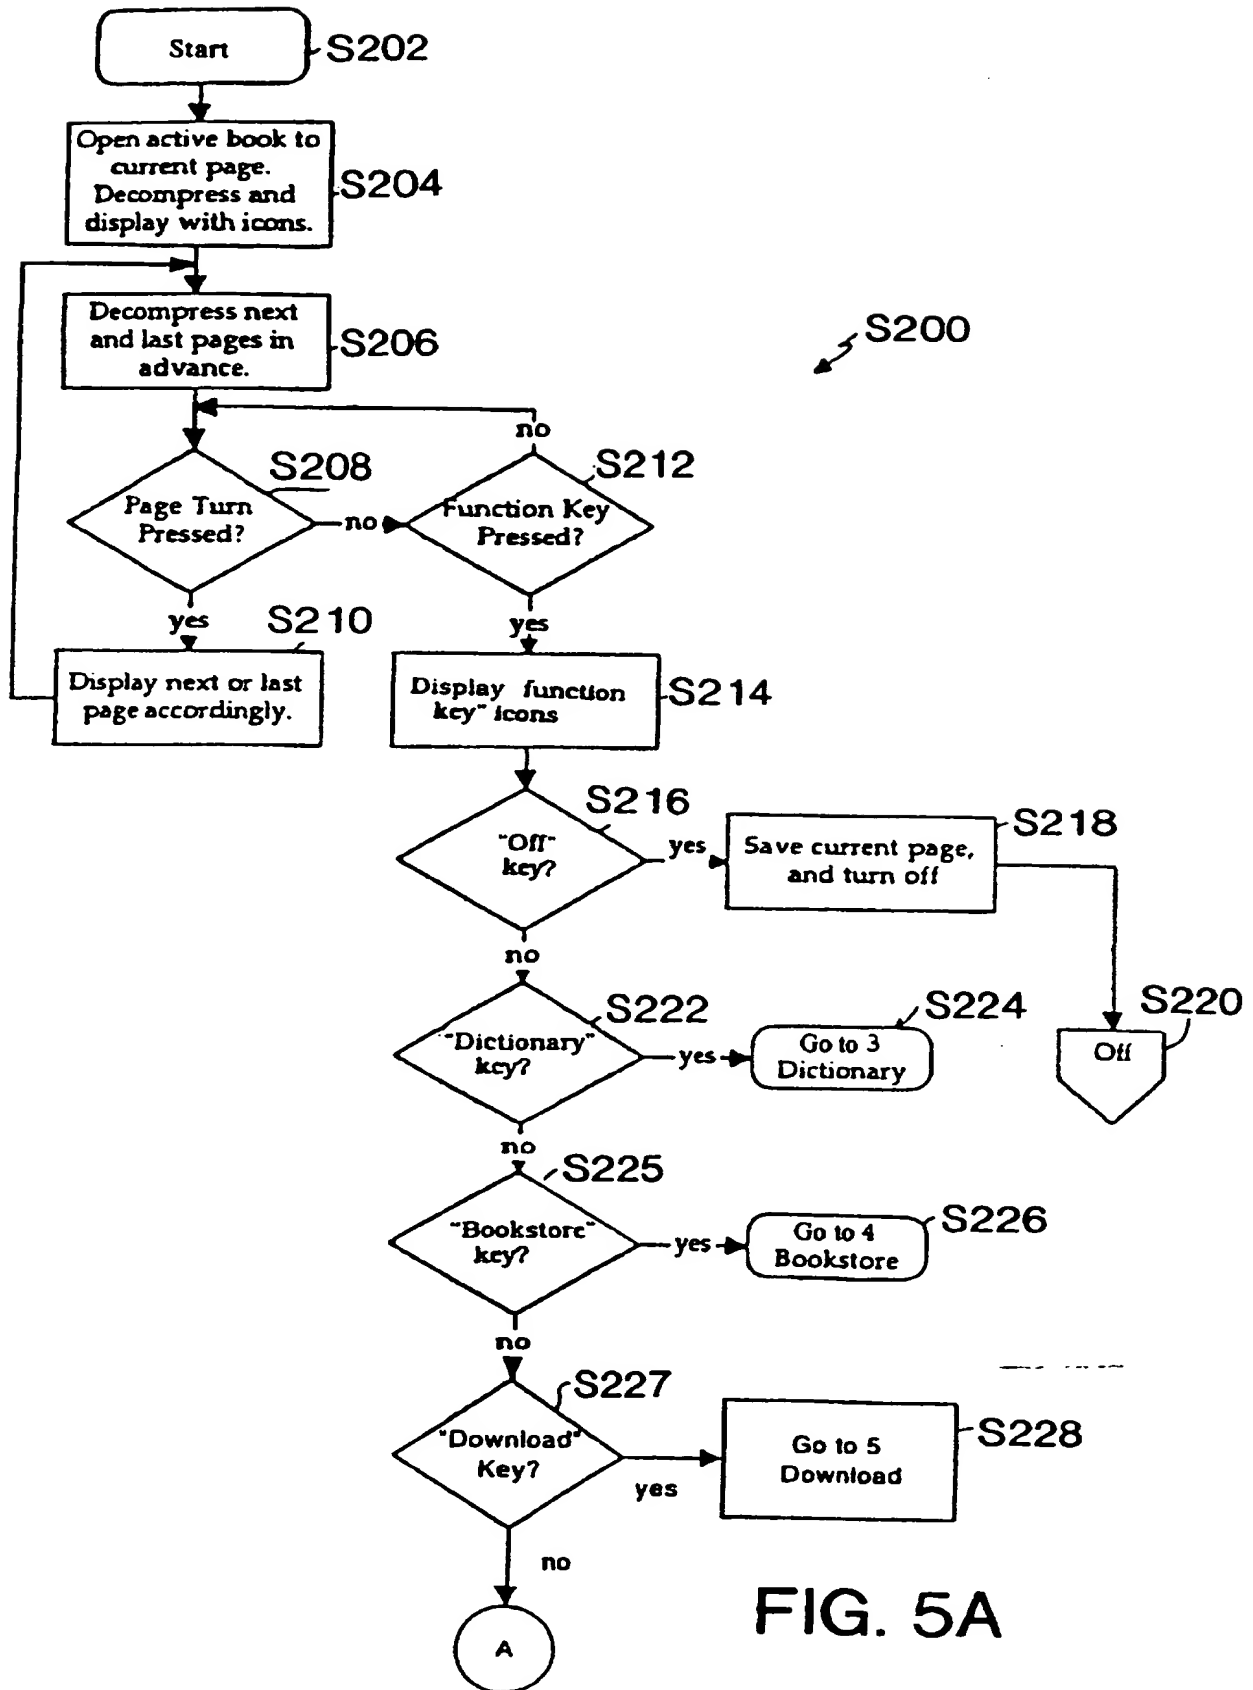 Start
S202
Open active book to
current page.
Decompress and
display with icons.
S204
Decompress next
and last pages in
advance.
S206
S200
no
S208
Page Turn
Pressed?
no
S212
Function Key
Pressed?
yes
S210
yes
Display next or last
page accordingly.
Display function
key" icons
S214
S216
"Off"
key?
yes
S218
Save current page,
and turn off
no
S222
"Dictionary"
key?
yes
S224
Go to 3
Dictionary
S220
Off
no
S225
"Bookstore"
key?
yes
S226
Go to 4
Bookstore
no
S227
"Download"
Key?
yes
Go to 5
Download
S228
no
A
FIG. 5A